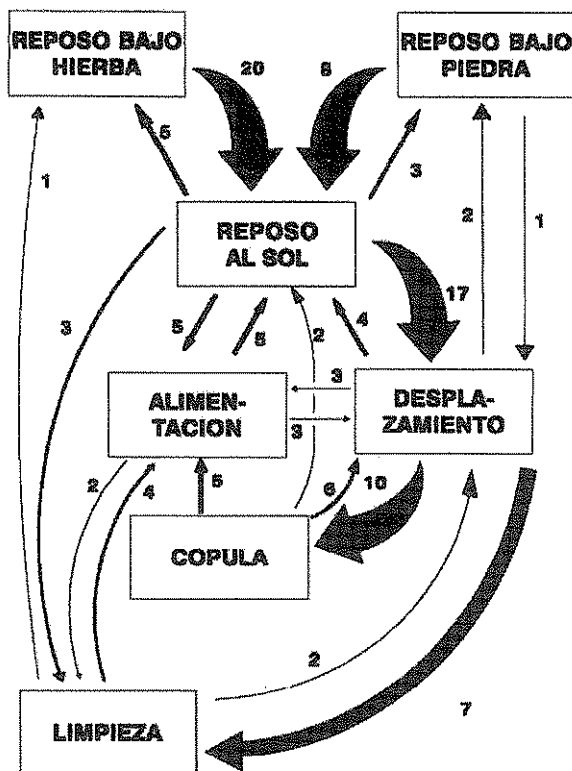 REPOSO BAJO
HIERBA
REPOSO BAJO
PIEDRA
20
8
5
3
1
2
1
REPOSO
AL SOL
17
3
5
5
2
4
ALIMEN-
TACION
3
3
DESPLA-
ZAMIENTO
2
4
5
6
10
COPULA
2
7
LIMPIEZA